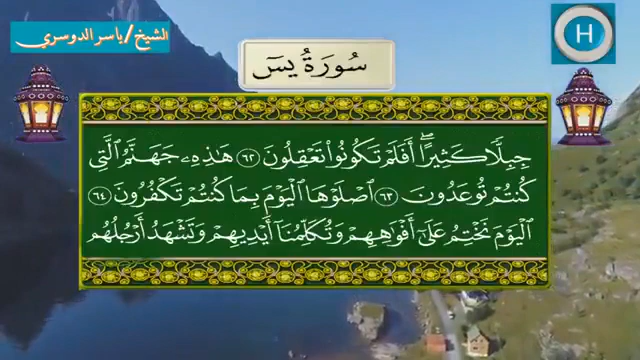 الشيخ/ياسر الدوسري
H
سُورَةُ يسٓ
جِبِلًّا كَثِيرًاۖ أَفَلَمْ تَكُونُوا۟ تَعْقِلُونَ ٦٢ هَٰذِهِۦ جَهَنَّمُ ٱلَّتِى
كُنتُمْ تُوعَدُونَ ٦٣ ٱصْلَوْهَا ٱلْيَوْمَ بِمَا كُنتُمْ تَكْفُرُونَ ٦٤
ٱلْيَوْمَ نَخْتِمُ عَلَىٰٓ أَفْوَٰهِهِمْ وَتُكَلِّمُنَآ أَيْدِيهِمْ وَتَشْهَدُ أَرْجُلُهُم